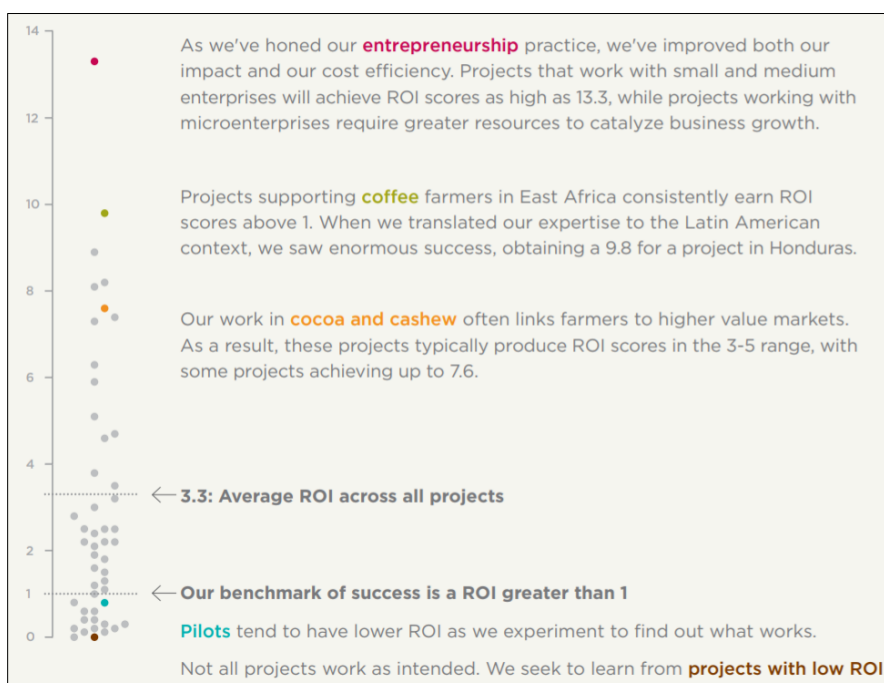 14
As we've honed our entrepreneurship practice, we've improved both our
impact and our cost efficiency. Projects that work with small and medium
enterprises will achieve ROI scores as high as 13.3, while projects working with
12
microenterprises require greater resources to catalyze business growth.
Projects supporting coffee farmers in East Africa consistently earn ROI
10
scores above 1. When we translated our expertise to the Latin American
context, we saw enormous success, obtaining a 9.8 for a project in Honduras.
8
Our work in cocoa and cashew often links farmers to higher value markets.
As a result, these projects typically produce ROI scores in the 3-5 range, with
some projects achieving up to 7.6.
6
4
3.3: Average ROI across all projects
2
1
Our benchmark of success is a ROI greater than 1
Pilots tend to have lower ROI as we experiment to find out what works.
0
Not all projects work as intended. We seek to learn from projects with low ROI